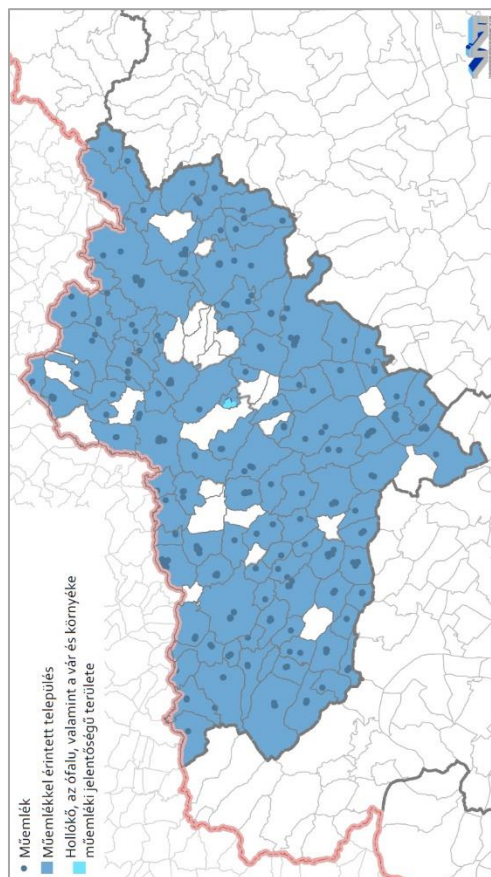 Műemlék
Műemlékkel érintett település
Hollókő, az ófalu, valamint a vár és környéke
műemléki jelentőségű területe